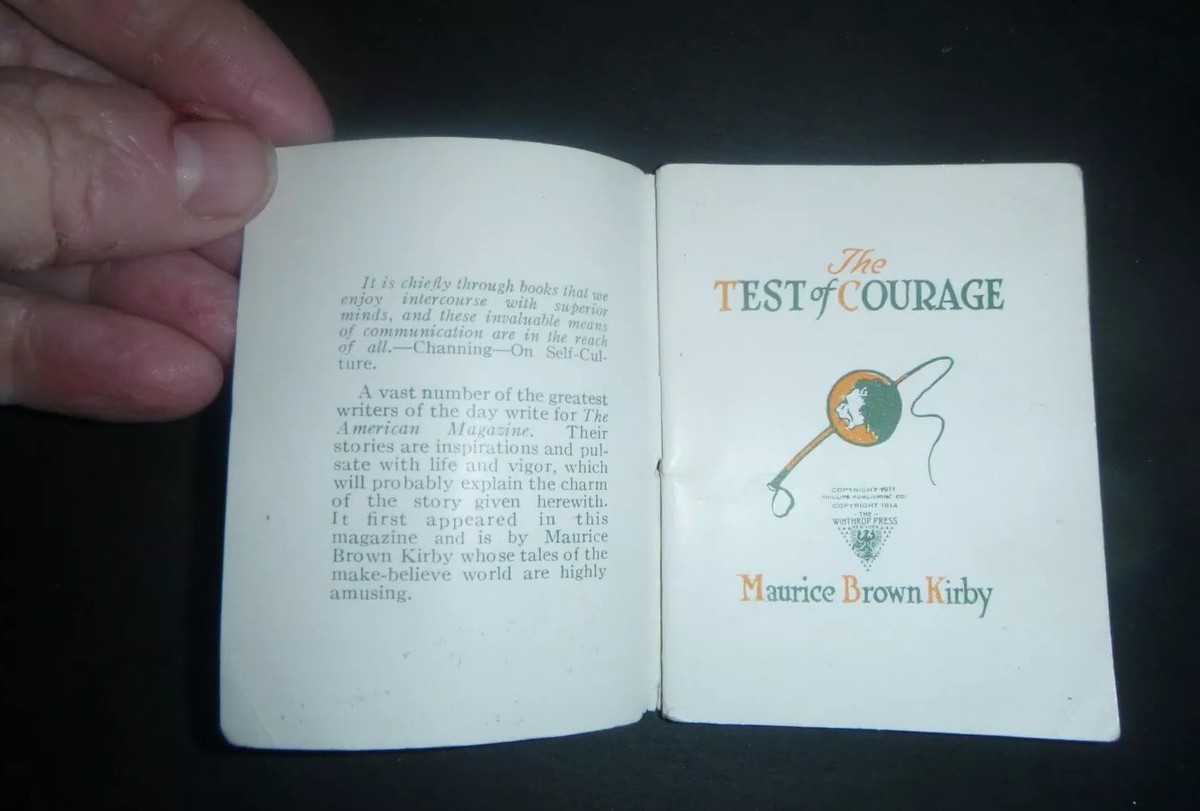 It is chiefly through books that we
enjoy intercourse with superior
minds, and these invaluable means
of communication are in the reach
of all.—Channing—On Self-Cul-
ture.
A vast number of the greatest
writers of the day write for The
American Magazine. Their
stories are inspirations and pul-
sate with life and vigor, which
will probably explain the charm
of the story given herewith.
It first appeared in this
magazine and is by Maurice
Brown Kirby whose tales of the
make-believe world are highly
amusing.
The
TEST of COURAGE
COPYRIGHT 1911
PHILLIPS PUBLISHING CO.
COPYRIGHT 1914
-THE-
WINTHROP PRESS
Maurice Brown Kirby